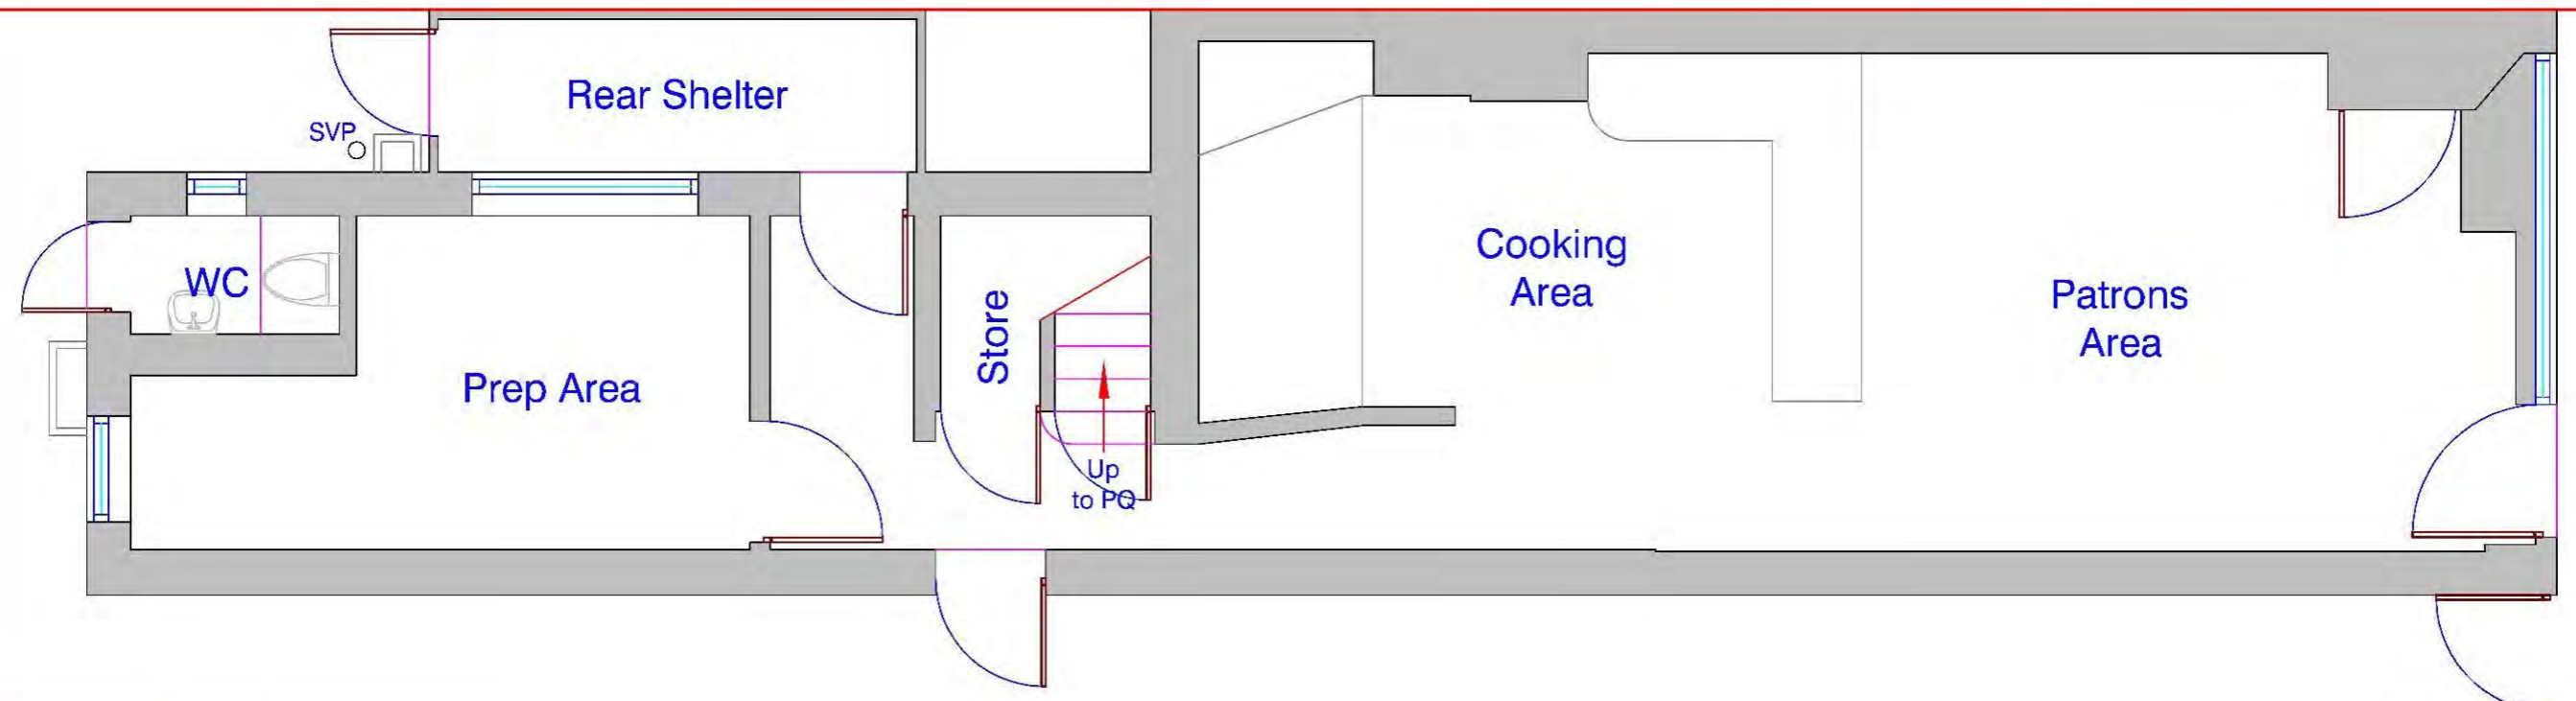 Rear Shelter
SVP
WC
Prep Area
Store
Up
to PQ
Cooking
Area
Patrons
Area